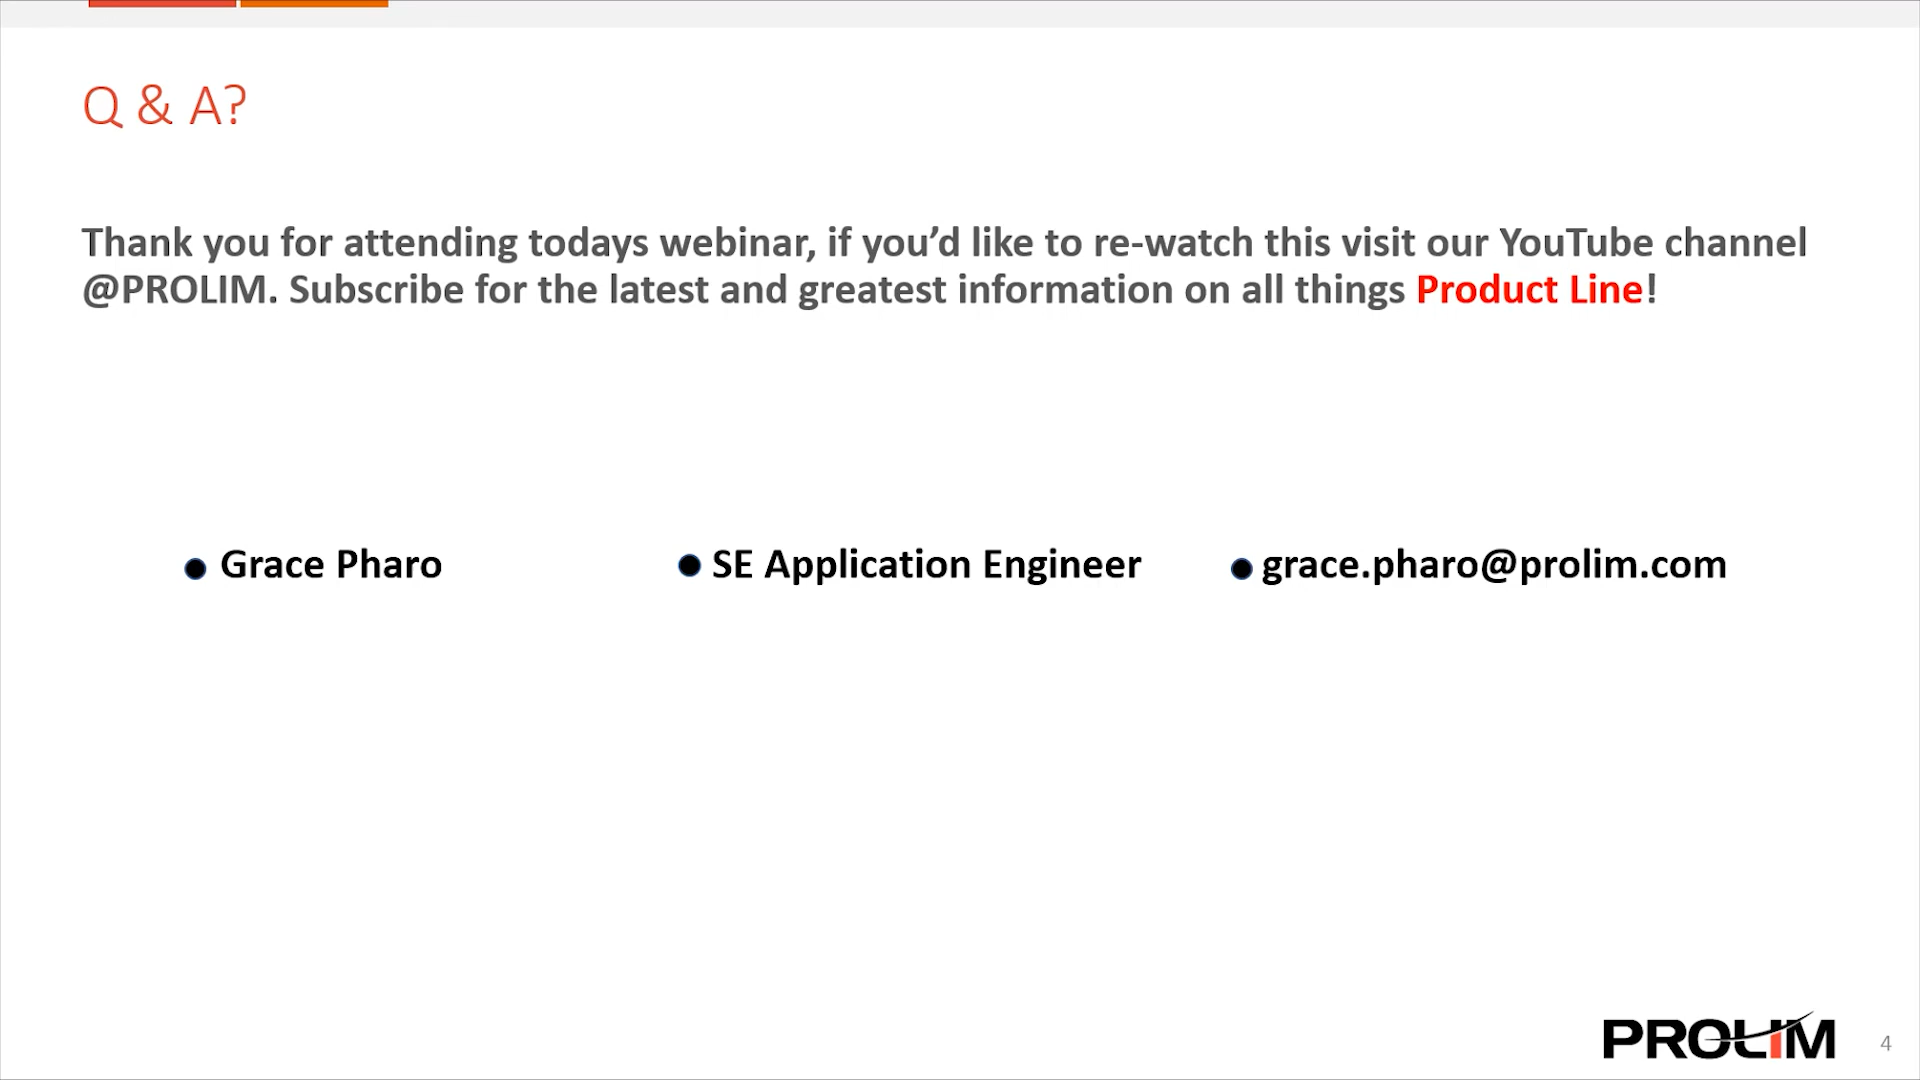 Q & A?
Thank you for attending todays webinar, if you’d like to re-watch this visit our YouTube channel
@PROLIM. Subscribe for the latest and greatest information on all things Product Line!
• Grace Pharo
• SE Application Engineer
• grace.pharo@prolim.com
PROLIM
4